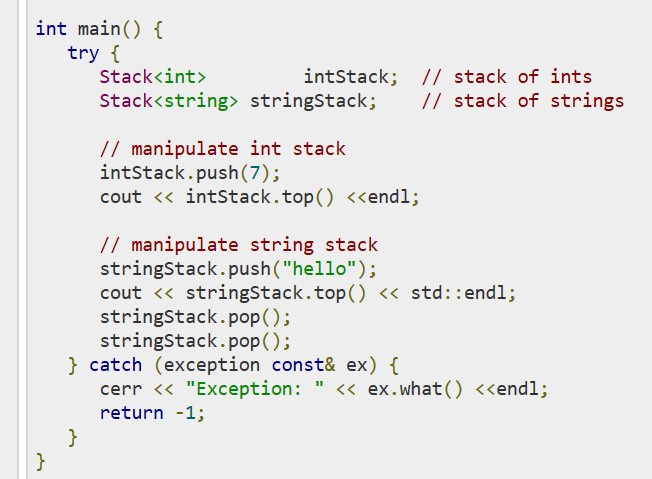 int main() {
   try {
      Stack<int>         intStack;  // stack of ints
      Stack<string> stringStack;    // stack of strings

      // manipulate int stack
      intStack.push(7);
      cout << intStack.top() <<endl;

      // manipulate string stack
      stringStack.push("hello");
      cout << stringStack.top() << std::endl;
      stringStack.pop();
      stringStack.pop();
   } catch (exception const& ex) {
      cerr << "Exception: " << ex.what() <<endl;
      return -1;
   }
}